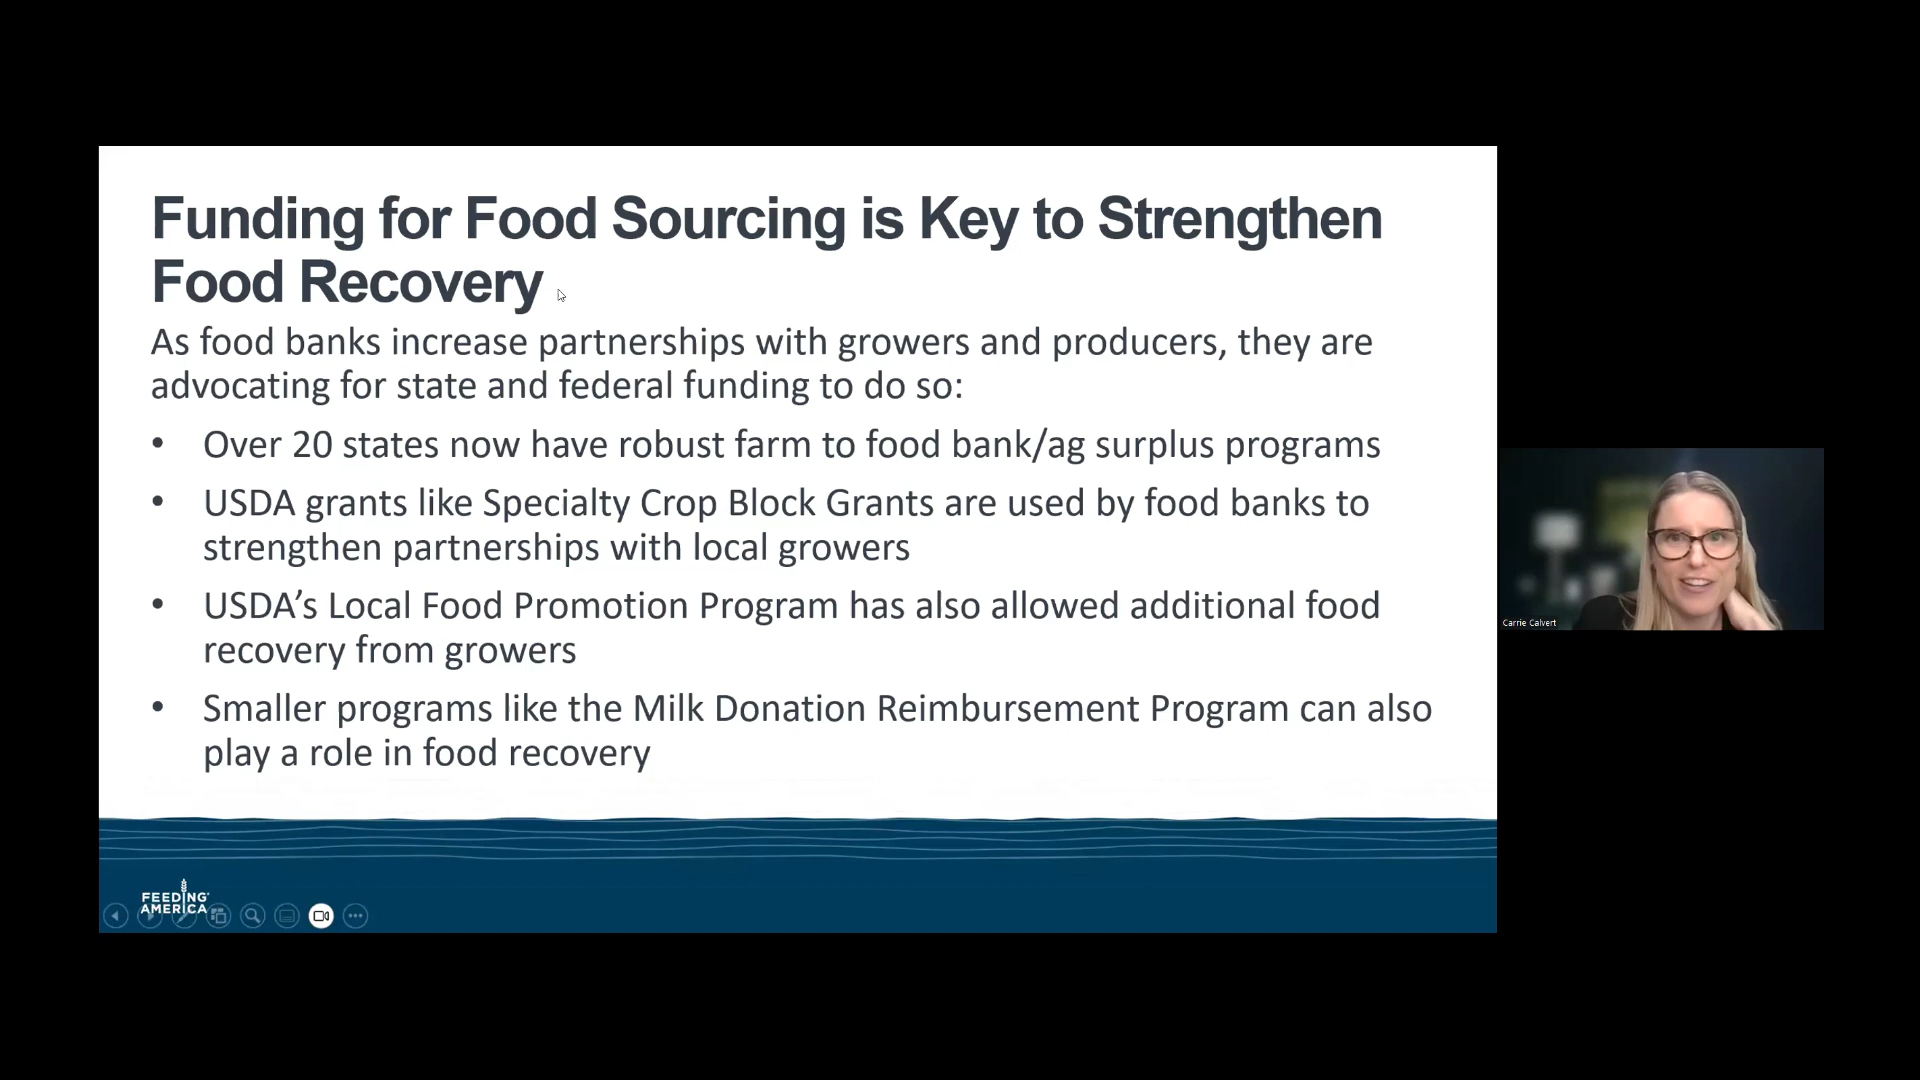 Funding for Food Sourcing is Key to Strengthen
Food Recovery
As food banks increase partnerships with growers and producers, they are
advocating for state and federal funding to do so:
• Over 20 states now have robust farm to food bank/ag surplus programs
• USDA grants like Specialty Crop Block Grants are used by food banks to
strengthen partnerships with local growers
• USDA’s Local Food Promotion Program has also allowed additional food
recovery from growers
• Smaller programs like the Milk Donation Reimbursement Program can also
play a role in food recovery
FEEDING
AMERICA
Carrie Calvert